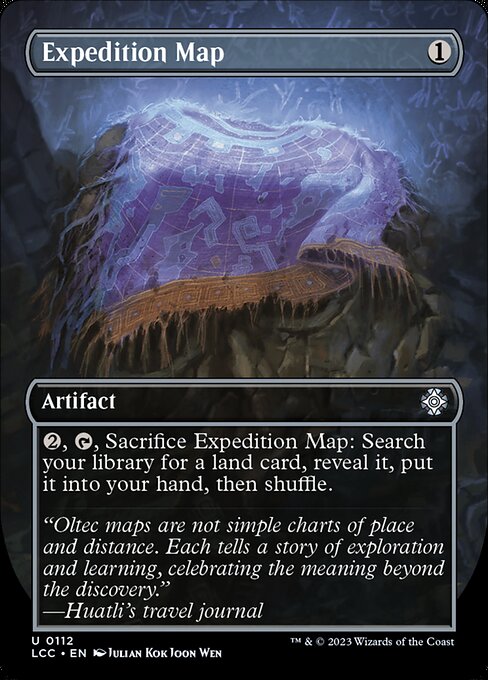 Expedition Map 1
Artifact
2, T, Sacrifice Expedition Map: Search
your library for a land card, reveal it, put
it into your hand, then shuffle.
“Oltec maps are not simple charts of place
and distance. Each tells a story of exploration
and learning, celebrating the meaning beyond
the discovery.”
—Huatli’s travel journal
U 0112
LCC • EN Julian Kok Joon Wen
™ & © 2023 Wizards of the Coast